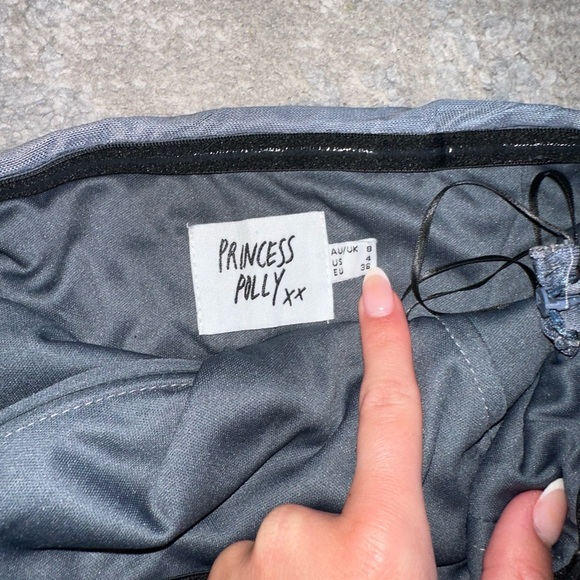 PRINCESS
POLLY xx
AU/UK 8
US 4
EU 36